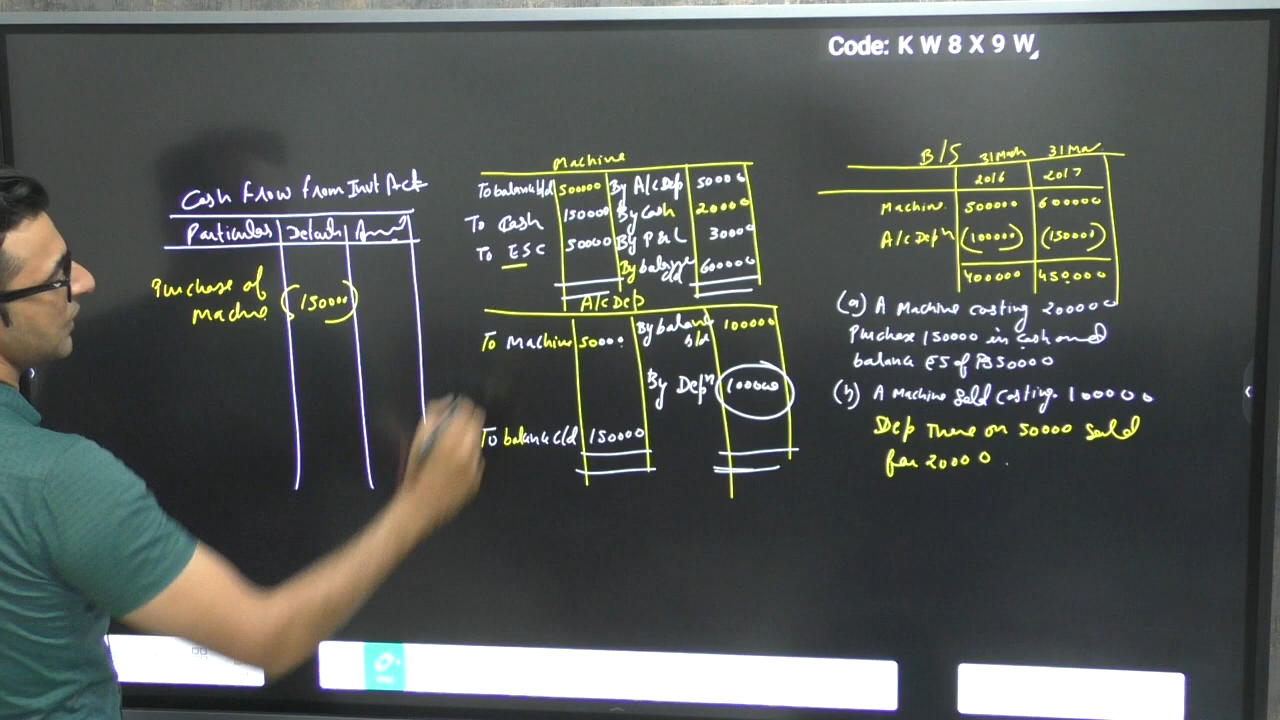 Code: K W 8 X 9 W
Cash flow from Invt Act
Particulars Details Amt
Purchase of
Machine (150000)
Machine
To balance b/d 500000 By A/c Dep 50000
To Cash 150000 By Cash 20000
To ESC 50000 By P & L 30000
By balance c/d 600000
A/c Dep
To Machine 50000 By balance b/d 100000
By Depn 100000
To balance c/d 150000
B/S 31 March 31 Mar
2016 2017
Machine 500000 600000
A/c Depn (100000) (150000)
400000 450000
(a) A Machine costing 200000
Purchase 150000 in cash and
balance ES of Rs 50000
(b) A Machine Sold Costing 100000
Dep There on 50000 sold
for 20000.